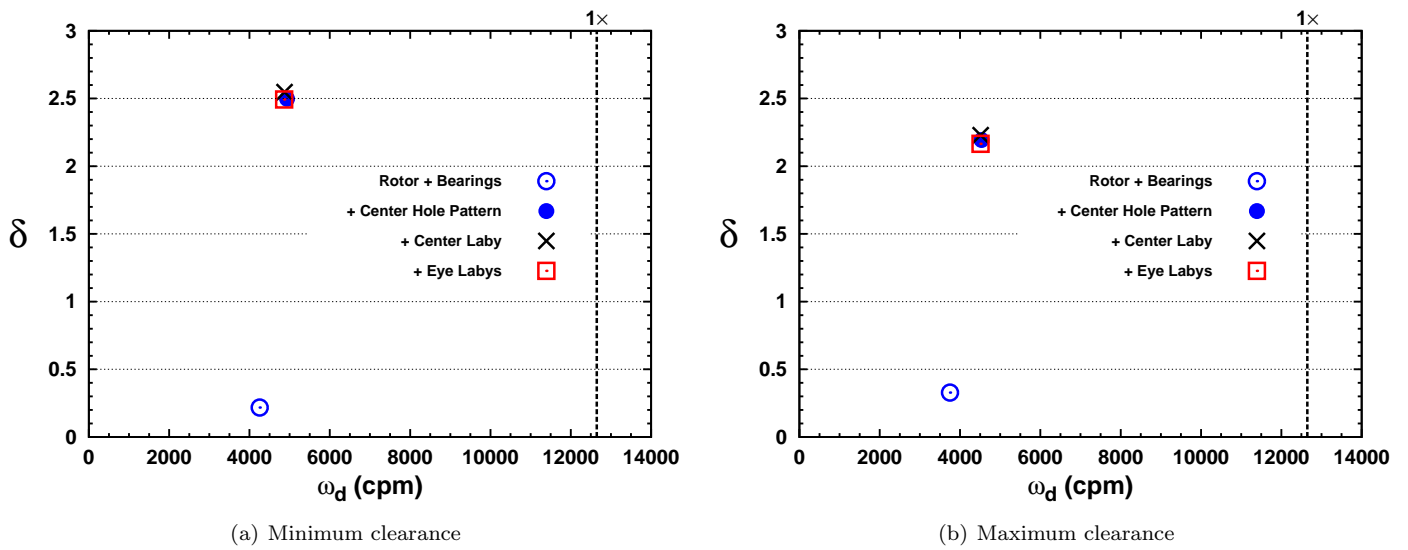 1×
3
2.5
2
1.5
1
0.5
0
δ
Rotor + Bearings
+ Center Hole Pattern
+ Center Laby
+ Eye Labys
0 2000 4000 6000 8000 10000 12000 14000
ω_d (cpm)
(a) Minimum clearance
1×
3
2.5
2
1.5
1
0.5
0
δ
Rotor + Bearings
+ Center Hole Pattern
+ Center Laby
+ Eye Labys
0 2000 4000 6000 8000 10000 12000 14000
ω_d (cpm)
(b) Maximum clearance